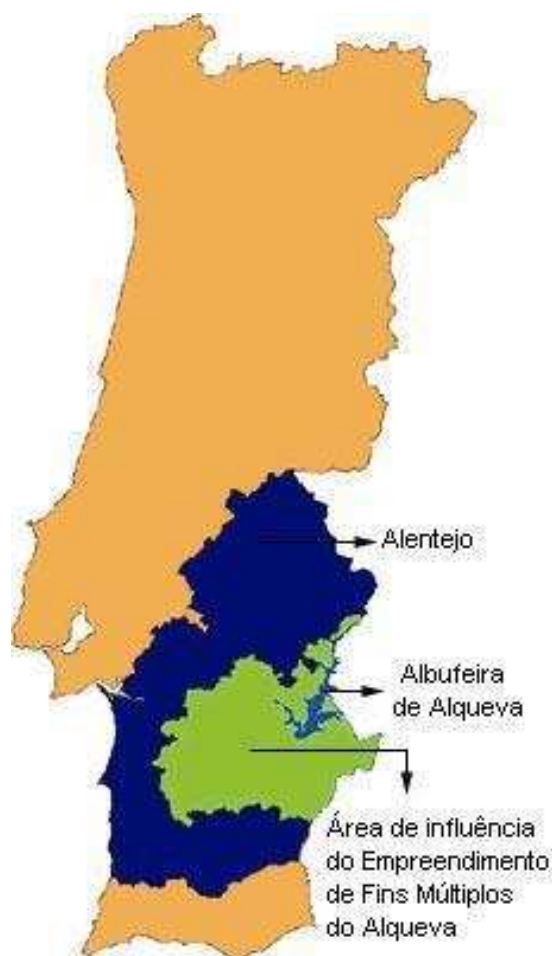 Alentejo
Albufeira
de Alqueva
Área de influência
do Empreendimento
de Fins Múltiplos
do Alqueva